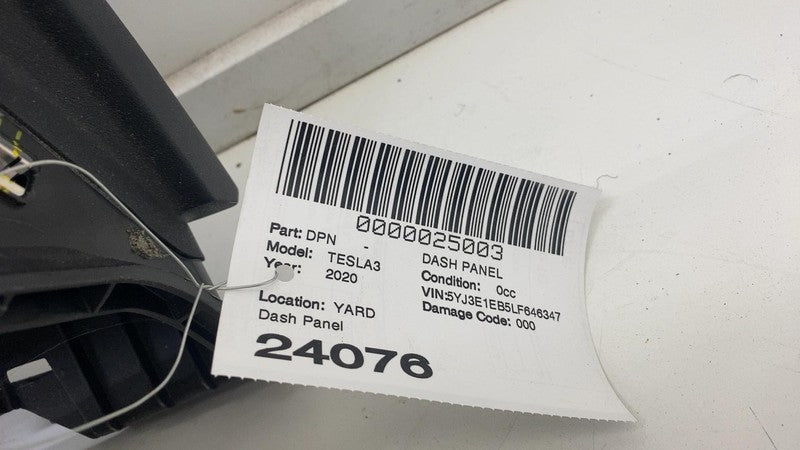 0000025003
Part: DPN - DASH PANEL
Model: TESLA3 Condition: 0cc
Year: 2020 VIN:5YJ3E1EB5LF646347
Damage Code: 000
Location: YARD
Dash Panel
24076